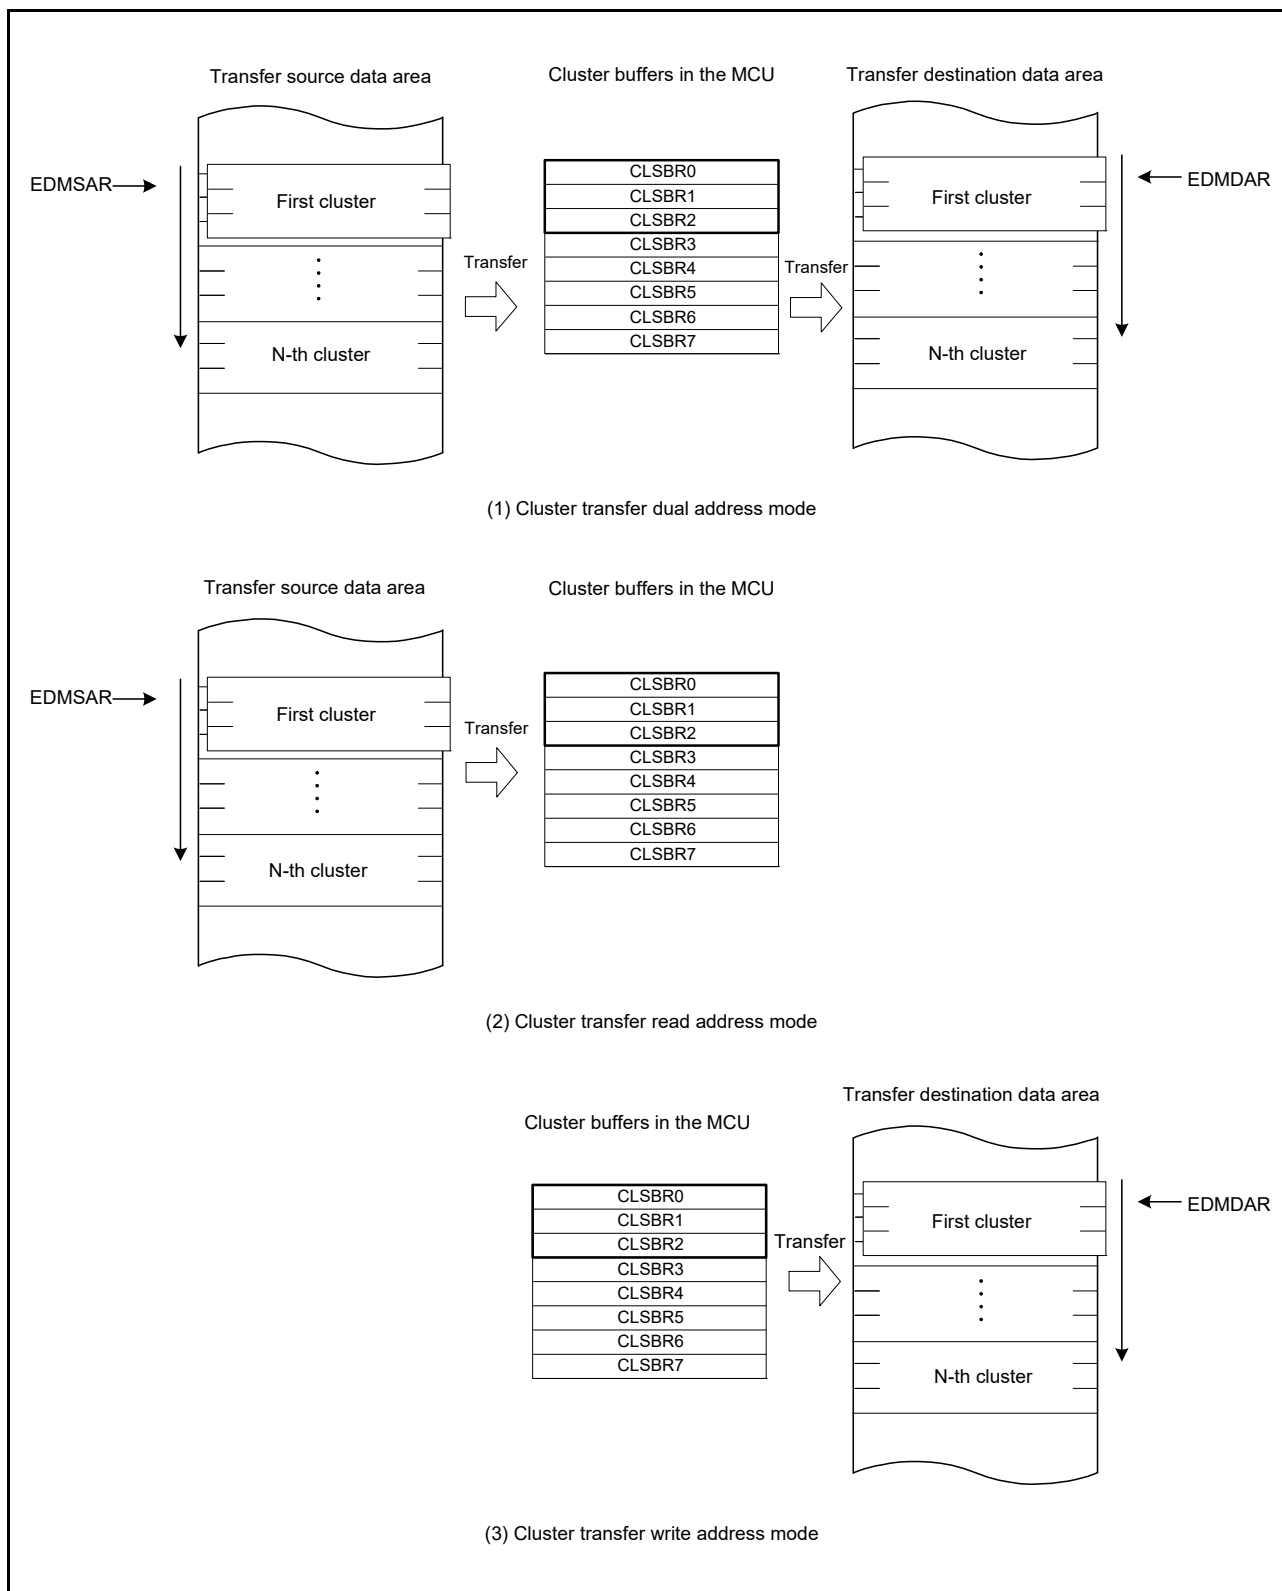 Transfer source data area
Cluster buffers in the MCU
Transfer destination data area
EDMSAR
First cluster
N-th cluster
Transfer
CLSBR0
CLSBR1
CLSBR2
CLSBR3
CLSBR4
CLSBR5
CLSBR6
CLSBR7
Transfer
First cluster
N-th cluster
EDMDAR
(1) Cluster transfer dual address mode
Transfer source data area
Cluster buffers in the MCU
EDMSAR
First cluster
N-th cluster
Transfer
CLSBR0
CLSBR1
CLSBR2
CLSBR3
CLSBR4
CLSBR5
CLSBR6
CLSBR7
(2) Cluster transfer read address mode
Transfer destination data area
Cluster buffers in the MCU
CLSBR0
CLSBR1
CLSBR2
CLSBR3
CLSBR4
CLSBR5
CLSBR6
CLSBR7
Transfer
First cluster
N-th cluster
EDMDAR
(3) Cluster transfer write address mode